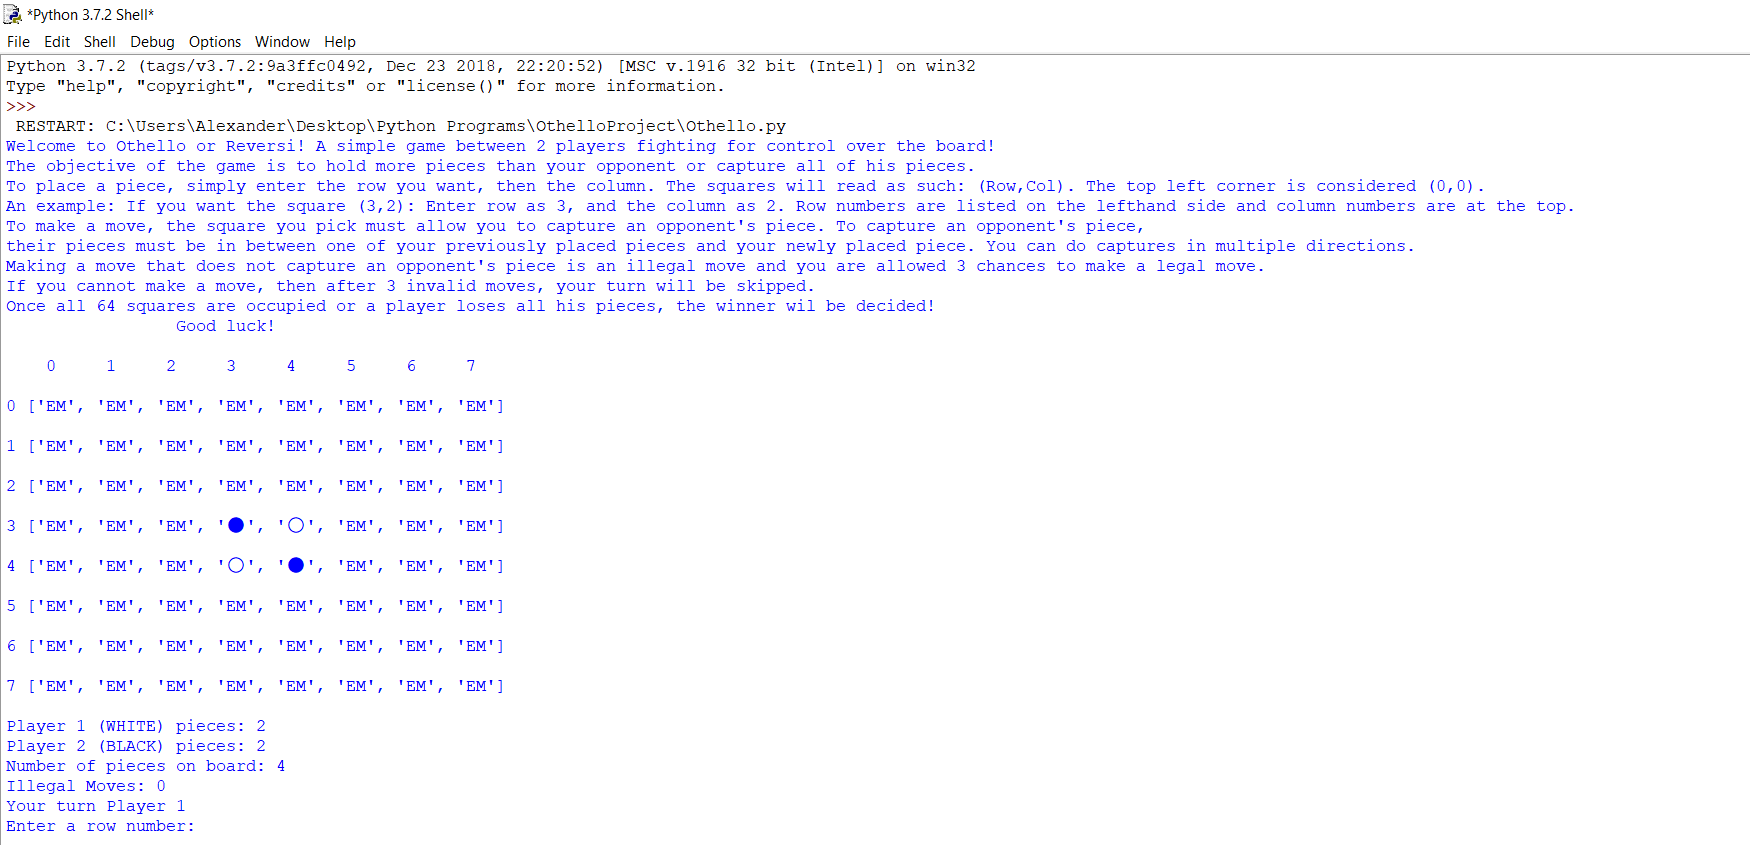 *Python 3.7.2 Shell*
File Edit Shell Debug Options Window Help
Python 3.7.2 (tags/v3.7.2:9a3ffc0492, Dec 23 2018, 22:20:52) [MSC v.1916 32 bit (Intel)] on win32
Type "help", "copyright", "credits" or "license()" for more information.
>>>
 RESTART: C:\Users\Alexander\Desktop\Python Programs\OthelloProject\Othello.py
Welcome to Othello or Reversi! A simple game between 2 players fighting for control over the board!
The objective of the game is to hold more pieces than your opponent or capture all of his pieces.
To place a piece, simply enter the row you want, then the column. The squares will read as such: (Row,Col). The top left corner is considered (0,0).
An example: If you want the square (3,2): Enter row as 3, and the column as 2. Row numbers are listed on the lefthand side and column numbers are at the top.
To make a move, the square you pick must allow you to capture an opponent's piece. To capture an opponent's piece,
their pieces must be in between one of your previously placed pieces and your newly placed piece. You can do captures in multiple directions.
Making a move that does not capture an opponent's piece is an illegal move and you are allowed 3 chances to make a legal move.
If you cannot make a move, then after 3 invalid moves, your turn will be skipped.
Once all 64 squares are occupied or a player loses all his pieces, the winner wil be decided!
                 Good luck!
    0     1     2     3     4     5     6     7
0 ['EM', 'EM', 'EM', 'EM', 'EM', 'EM', 'EM', 'EM']
1 ['EM', 'EM', 'EM', 'EM', 'EM', 'EM', 'EM', 'EM']
2 ['EM', 'EM', 'EM', 'EM', 'EM', 'EM', 'EM', 'EM']
3 ['EM', 'EM', 'EM', '●', '○', 'EM', 'EM', 'EM']
4 ['EM', 'EM', 'EM', '○', '●', 'EM', 'EM', 'EM']
5 ['EM', 'EM', 'EM', 'EM', 'EM', 'EM', 'EM', 'EM']
6 ['EM', 'EM', 'EM', 'EM', 'EM', 'EM', 'EM', 'EM']
7 ['EM', 'EM', 'EM', 'EM', 'EM', 'EM', 'EM', 'EM']
Player 1 (WHITE) pieces: 2
Player 2 (BLACK) pieces: 2
Number of pieces on board: 4
Illegal Moves: 0
Your turn Player 1
Enter a row number: